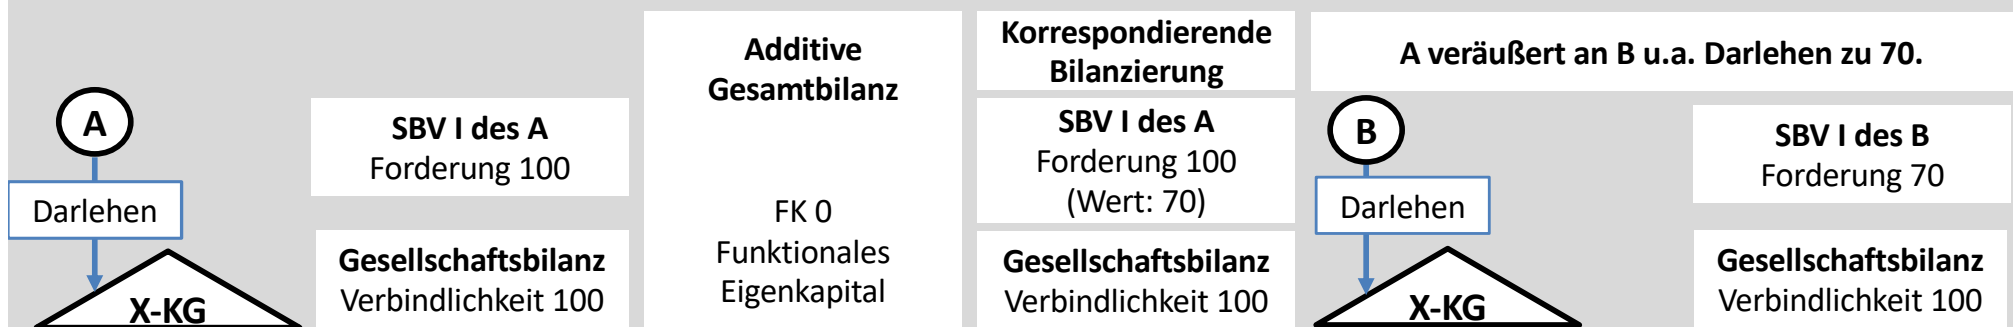 A
Darlehen
X-KG
SBV I des A
Forderung 100
Gesellschaftsbilanz
Verbindlichkeit 100
Additive
Gesamtbilanz
FK 0
Funktionales
Eigenkapital
Korrespondierende
Bilanzierung
SBV I des A
Forderung 100
(Wert: 70)
Gesellschaftsbilanz
Verbindlichkeit 100
A veräußert an B u.a. Darlehen zu 70.
B
Darlehen
X-KG
SBV I des B
Forderung 70
Gesellschaftsbilanz
Verbindlichkeit 100